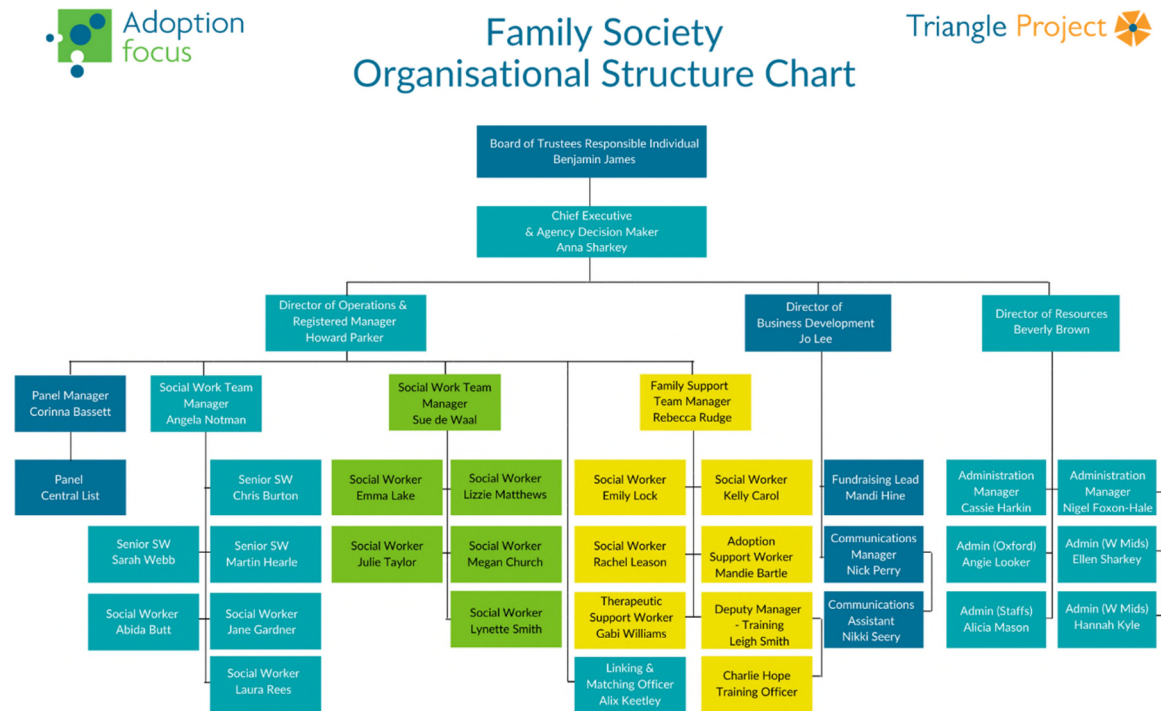 Adoption
focus
Family Society
Organisational Structure Chart
Triangle Project
Board of Trustees Responsible Individual
Benjamin James
Chief Executive
& Agency Decision Maker
Anna Sharkey
Director of Operations &
Registered Manager
Howard Parker
Director of
Business Development
Jo Lee
Director of Resources
Beverly Brown
Panel Manager
Corinna Bassett
Social Work Team
Manager
Angela Notman
Social Work Team
Manager
Sue de Waal
Family Support
Team Manager
Rebecca Rudge
Panel
Central List
Senior SW
Chris Burton
Social Worker
Emma Lake
Social Worker
Lizzie Matthews
Social Worker
Emily Lock
Social Worker
Kelly Carol
Fundraising Lead
Mandi Hine
Administration
Manager
Cassie Harkin
Administration
Manager
Nigel Foxon-Hale
Senior SW
Sarah Webb
Senior SW
Martin Hearle
Social Worker
Julie Taylor
Social Worker
Megan Church
Social Worker
Rachel Leason
Adoption
Support Worker
Mandie Bartle
Communications
Manager
Nick Perry
Admin (Oxford)
Angie Looker
Admin (W Mids)
Ellen Sharkey
Social Worker
Abida Butt
Social Worker
Jane Gardner
Social Worker
Lynette Smith
Therapeutic
Support Worker
Gabi Williams
Deputy Manager
- Training
Leigh Smith
Communications
Assistant
Nikki Seery
Admin (Staffs)
Alicia Mason
Admin (W Mids)
Hannah Kyle
Social Worker
Laura Rees
Linking &
Matching Officer
Alix Keetley
Charlie Hope
Training Officer